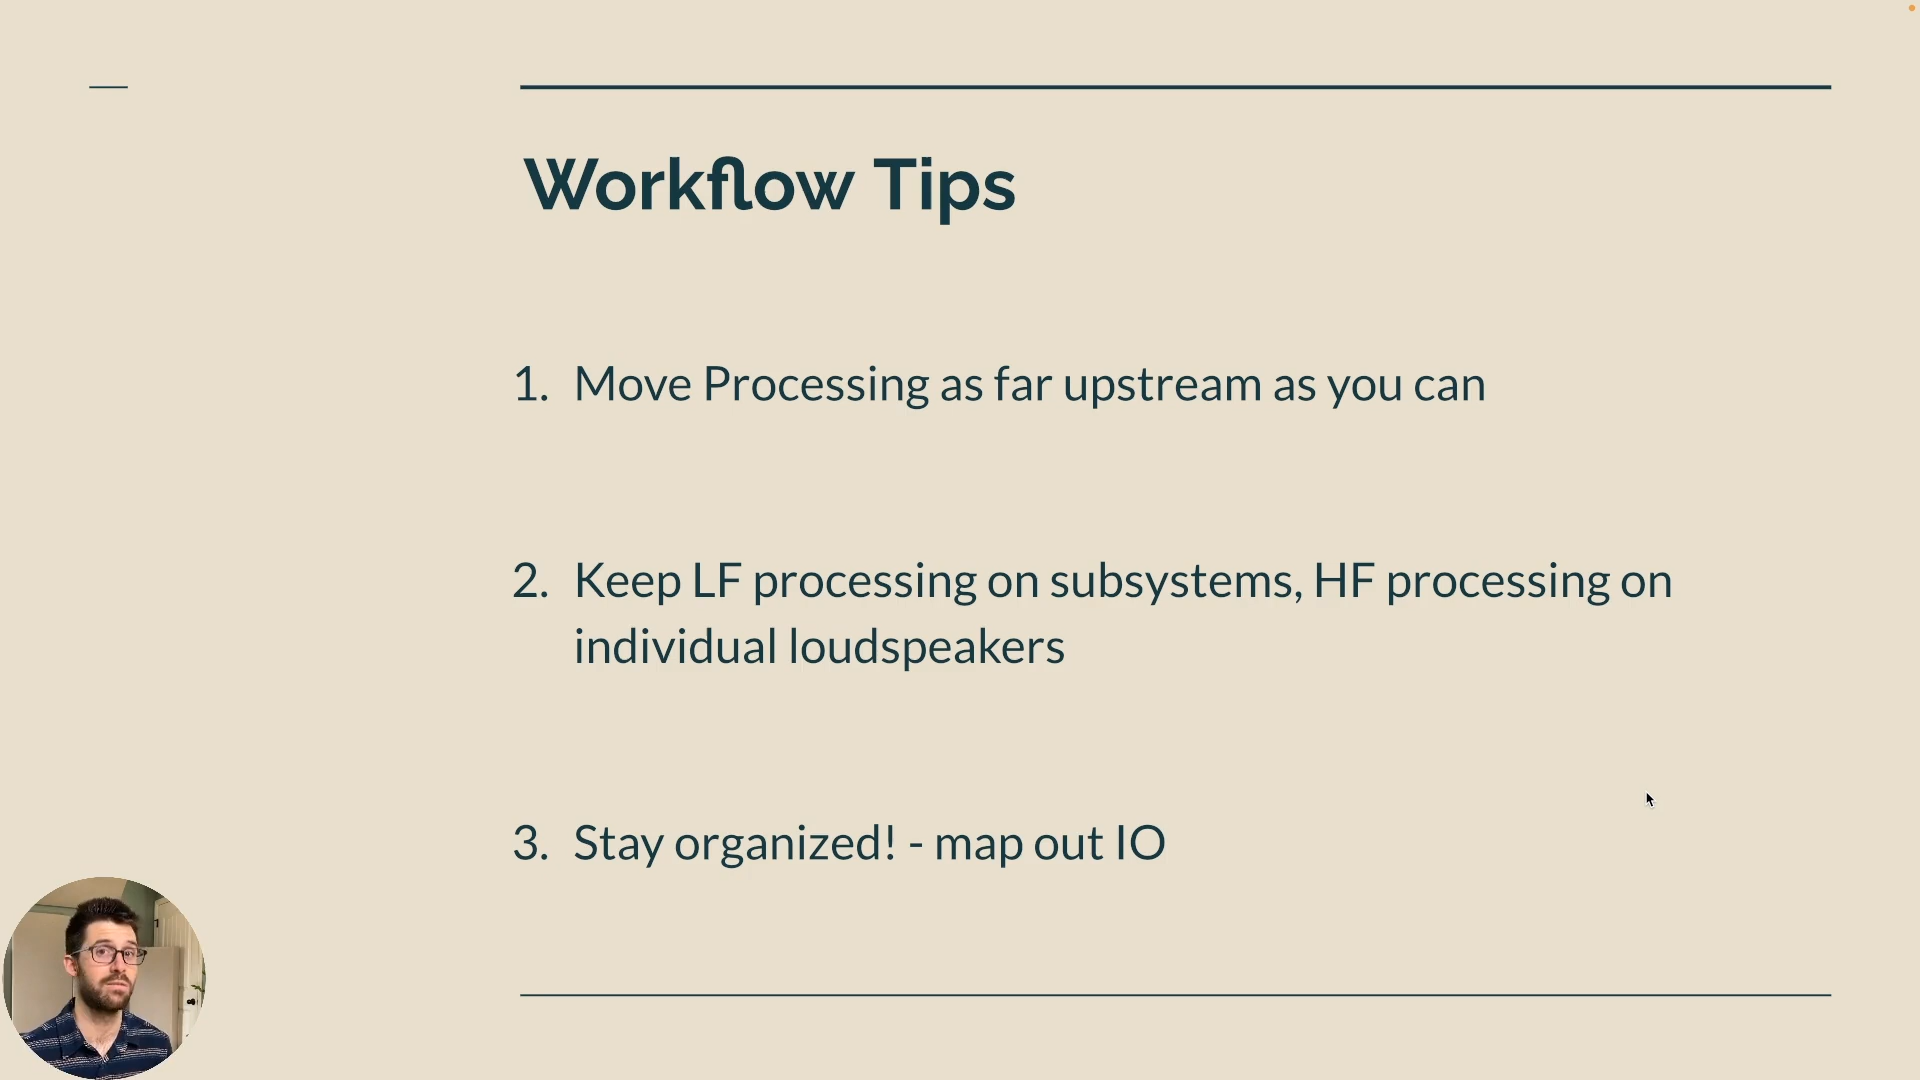 Workflow Tips
1. Move Processing as far upstream as you can
2. Keep LF processing on subsystems, HF processing on
individual loudspeakers
3. Stay organized! - map out IO